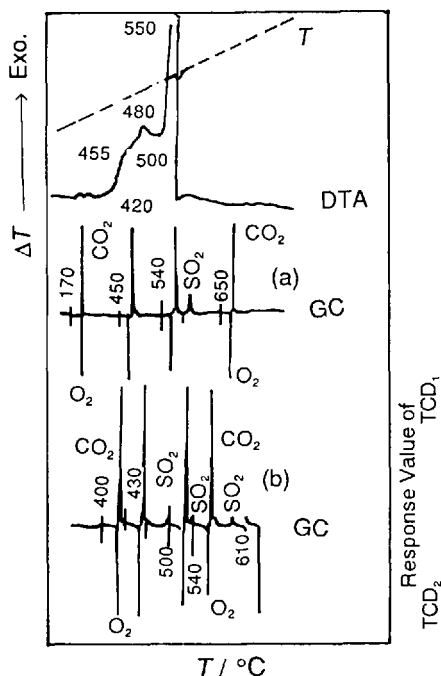 550
T
480
455
500
420
DTA
ΔT ⟶ Exo.
CO₂
CO₂
170
450
540
SO₂
650
(a)
GC
O₂
O₂
CO₂
CO₂
400
430
SO₂
500
SO₂
540
SO₂
610
(b)
GC
O₂
O₂
Response Value of
TCD₂ TCD₁
T / °C